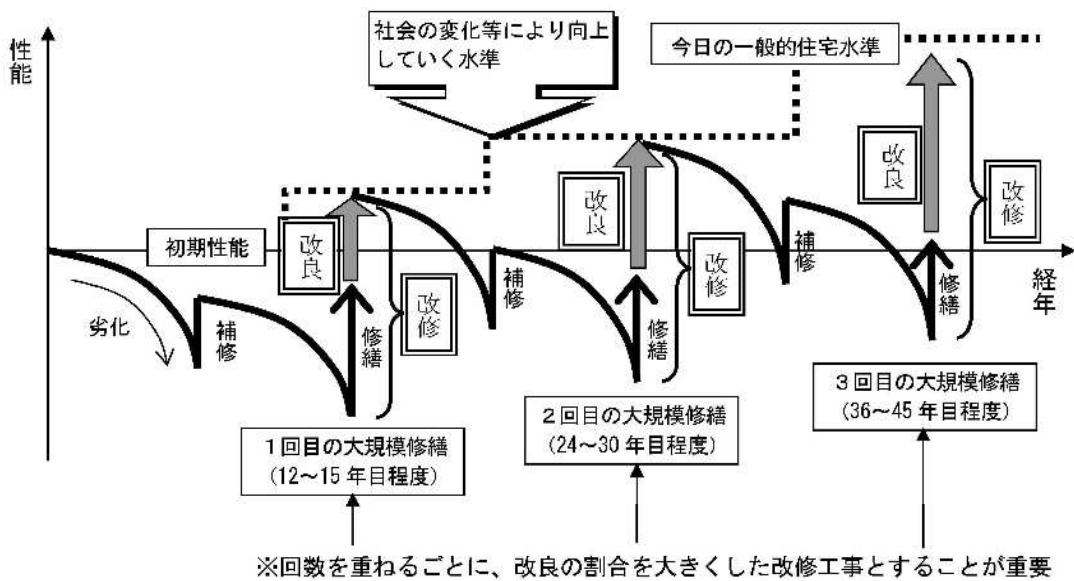 性能
社会の変化等により向上
していく水準
今日の一般的住宅水準
初期性能
改良
改良
改良
改修
改修
改修
劣化
補修
補修
補修
修繕
修繕
修繕
経年
1回目の大規模修繕
(12～15年目程度)
2回目の大規模修繕
(24～30年目程度)
3回目の大規模修繕
(36～45年目程度)
※回数を重ねるごとに、改良の割合を大きくした改修工事とすることが重要